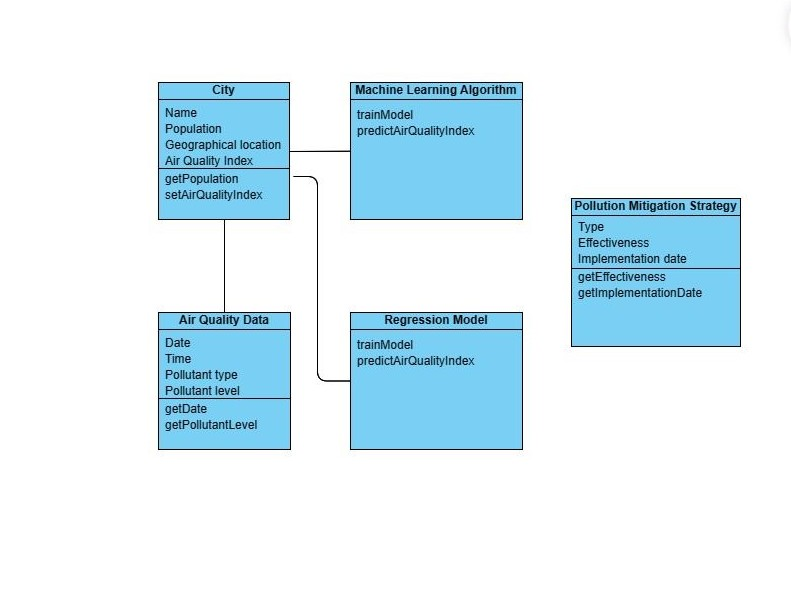 City
Name
Population
Geographical location
Air Quality Index
getPopulation
setAirQualityIndex
Machine Learning Algorithm
trainModel
predictAirQualityIndex
Pollution Mitigation Strategy
Type
Effectiveness
Implementation date
getEffectiveness
getImplementationDate
Air Quality Data
Date
Time
Pollutant type
Pollutant level
getDate
getPollutantLevel
Regression Model
trainModel
predictAirQualityIndex